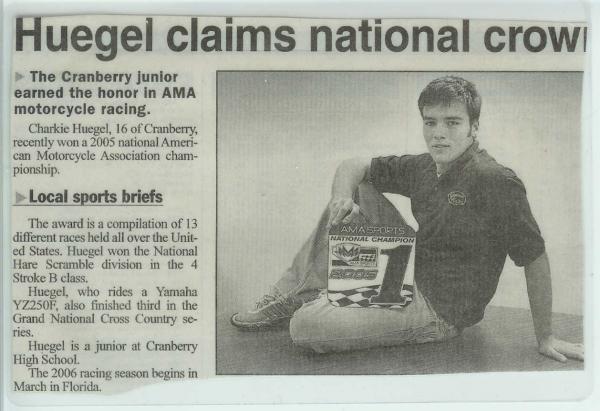 Huegel claims national crown
▶ The Cranberry junior
earned the honor in AMA
motorcycle racing.
Charkie Huegel, 16 of Cranberry,
recently won a 2005 national Ameri-
can Motorcycle Association cham-
pionship.
▶ Local sports briefs
The award is a compilation of 13
different races held all over the Unit-
ed States. Huegel won the National
Hare Scramble division in the 4
Stroke B class.
Huegel, who rides a Yamaha
YZ250F, also finished third in the
Grand National Cross Country se-
ries.
Huegel is a junior at Cranberry
High School.
The 2006 racing season begins in
March in Florida.
AMA SPORTS
NATIONAL CHAMPION
2005
1